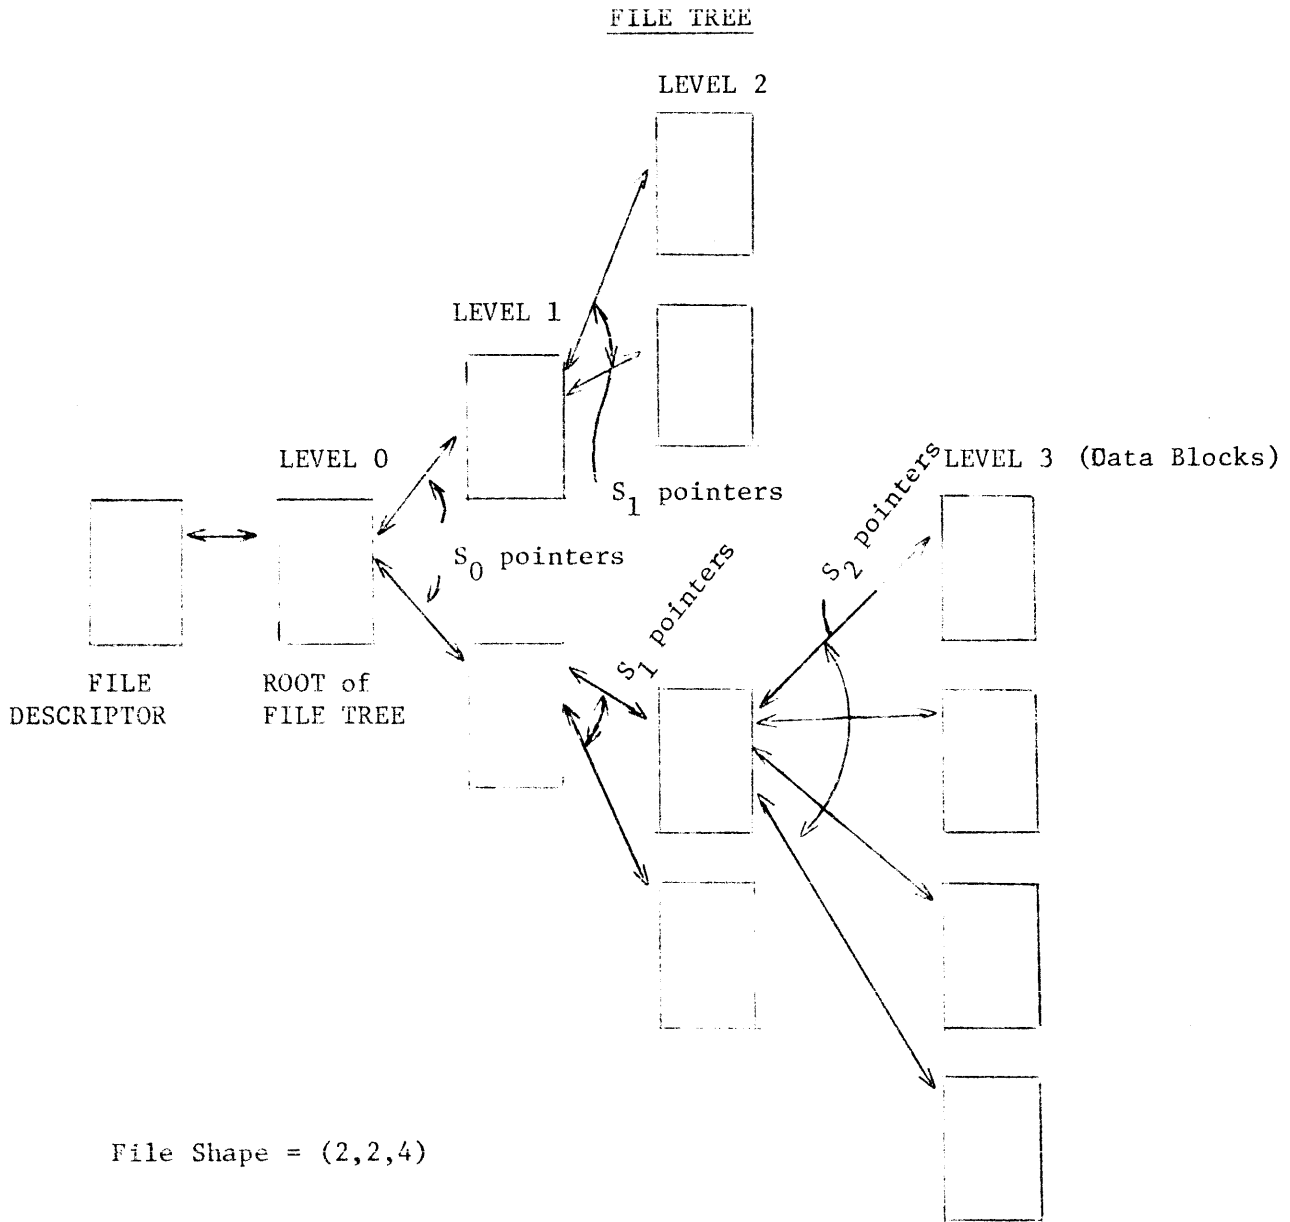 FILE TREE
LEVEL 2
LEVEL 1
LEVEL 0
LEVEL 3 (Data Blocks)
S1 pointers
S0 pointers
S1 pointers
S2 pointers
FILE
DESCRIPTOR
ROOT of
FILE TREE
File Shape = (2,2,4)